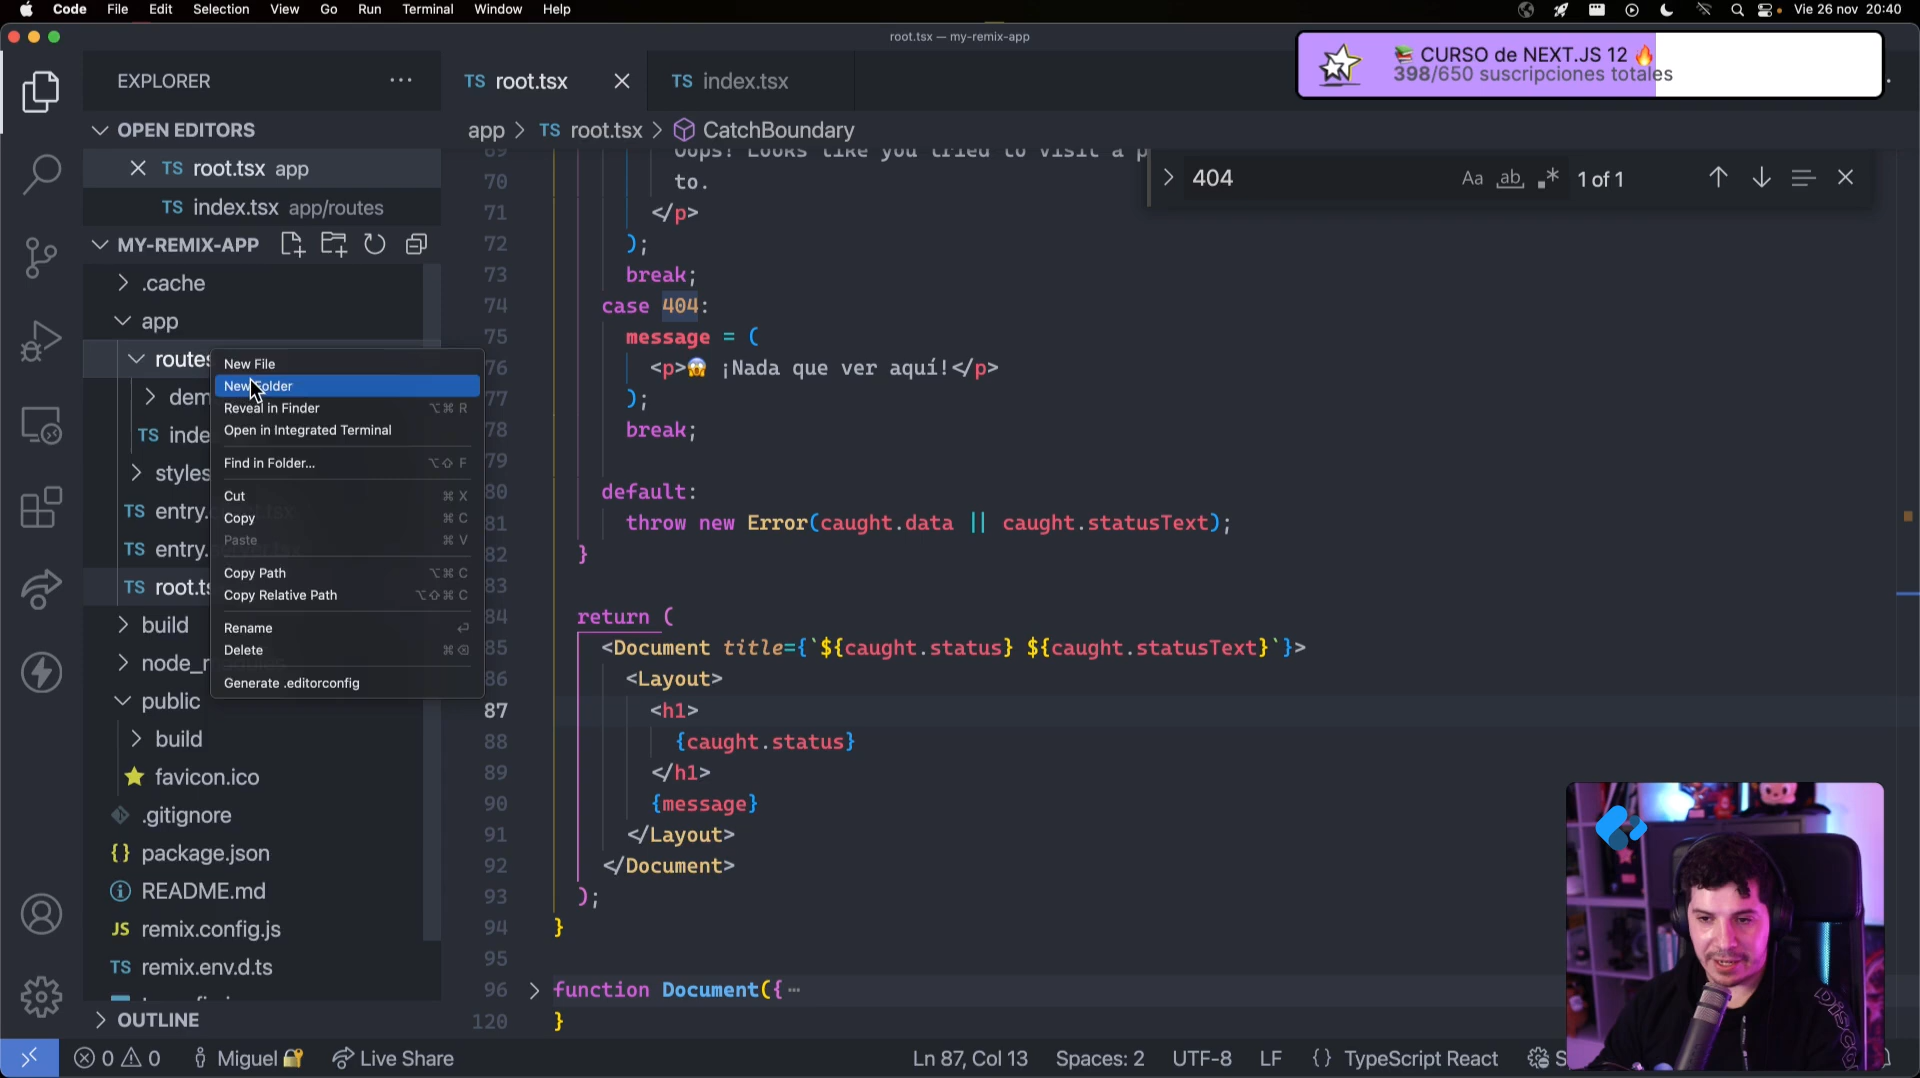 Code File Edit Selection View Go Run Terminal Window Help
Vie 26 nov 20:40
root.tsx — my-remix-app
EXPLORER
TS root.tsx
TS index.tsx
CURSO de NEXT.JS 12
398/650 suscripciones totales
OPEN EDITORS
TS root.tsx app
TS index.tsx app/routes
MY-REMIX-APP
.cache
app
routes
dem
TS inde
styles
TS entry.
TS entry.
TS root.ts
build
node_
public
build
favicon.ico
.gitignore
{} package.json
README.md
JS remix.config.js
TS remix.env.d.ts
OUTLINE
New File
New Folder
Reveal in Finder ⌥⌘ R
Open in Integrated Terminal
Find in Folder... ⌥⇧ F
Cut ⌘ X
Copy ⌘ C
Paste ⌘ V
Copy Path ⌥⌘ C
Copy Relative Path ⌥⇧⌘ C
Rename ⏎
Delete ⌘⌫
Generate .editorconfig
app > TS root.tsx > CatchBoundary
404
Aa ab .* 1 of 1
69 Oops! Looks like you tried to visit a p
70 to.
71 </p>
72 );
73 break;
74 case 404:
75 message = (
76 <p>😱 ¡Nada que ver aquí!</p>
77 );
78 break;
79
80 default:
81 throw new Error(caught.data || caught.statusText);
82 }
83
84 return (
85 <Document title={`${caught.status} ${caught.statusText}`}>
86 <Layout>
87 <h1>
88 {caught.status}
89 </h1>
90 {message}
91 </Layout>
92 </Document>
93 );
94 }
95
96 function Document({ ⋯
120 }
0 0 Miguel Live Share
Ln 87, Col 13 Spaces: 2 UTF-8 LF {} TypeScript React